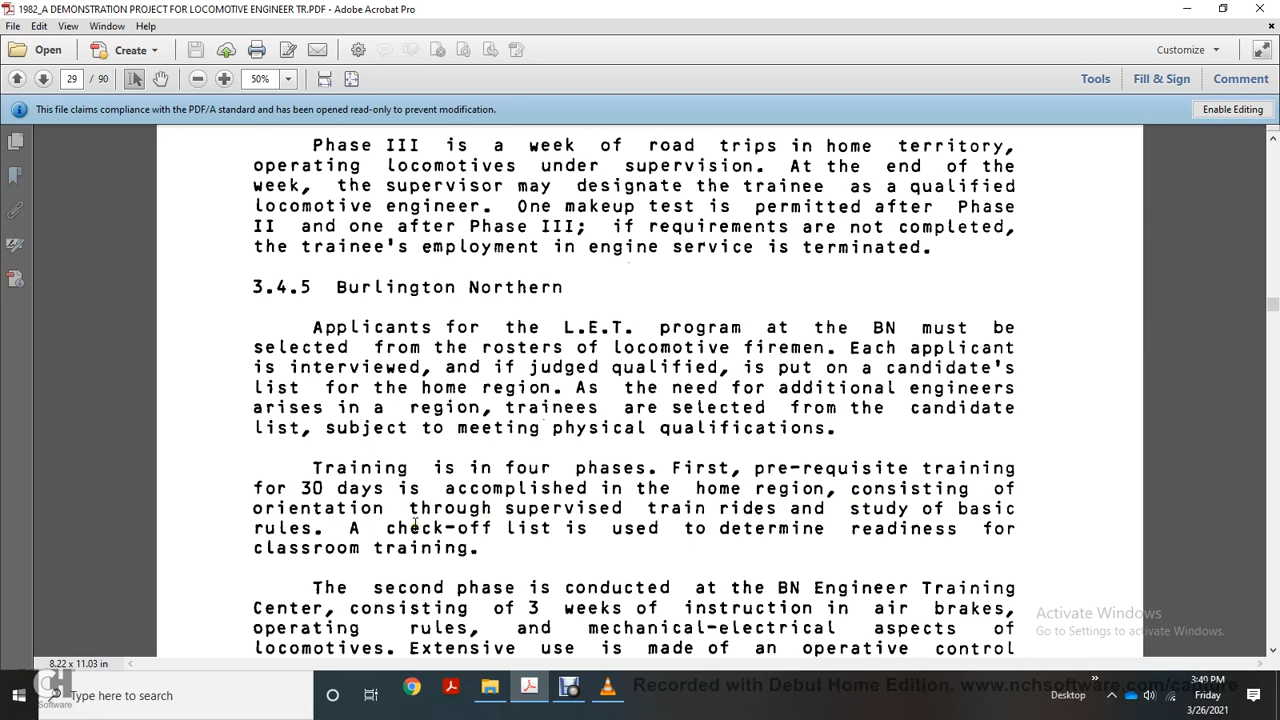 1982_A DEMONSTRATION PROJECT FOR LOCOMOTIVE ENGINEER TR.PDF - Adobe Acrobat Pro
File Edit View Window Help
Open Create Customize
29 / 90 50% Tools Fill & Sign Comment
This file claims compliance with the PDF/A standard and has been opened read-only to prevent modification. Enable Editing
Phase III is a week of road trips in home territory,
operating locomotives under supervision. At the end of the
week, the supervisor may designate the trainee as a qualified
locomotive engineer. One makeup test is permitted after Phase
II and one after Phase III; if requirements are not completed,
the trainee's employment in engine service is terminated.
3.4.5 Burlington Northern
Applicants for the L.E.T. program at the BN must be
selected from the rosters of locomotive firemen. Each applicant
is interviewed, and if judged qualified, is put on a candidate's
list for the home region. As the need for additional engineers
arises in a region, trainees are selected from the candidate
list, subject to meeting physical qualifications.
Training is in four phases. First, pre-requisite training
for 30 days is accomplished in the home region, consisting of
orientation through supervised train rides and study of basic
rules. A check-off list is used to determine readiness for
classroom training.
The second phase is conducted at the BN Engineer Training
Center, consisting of 3 weeks of instruction in air brakes,
operating rules, and mechanical-electrical aspects of
locomotives. Extensive use is made of an operative control
Activate Windows
Go to Settings to activate Windows.
8.22 x 11.03 in
CH
Software
Type here to search
Recorded with Debut Home Edition. www.nchsoftware.com/capture
Desktop
3:49 PM
Friday
3/26/2021